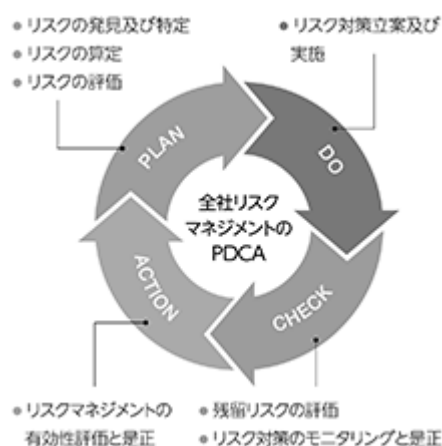 ● リスクの発見及び特定
● リスクの算定
● リスクの評価
● リスク対策立案及び
実施
PLAN
DO
全社リスク
マネジメントの
PDCA
ACTION
CHECK
● リスクマネジメントの
有効性評価と是正
● 残留リスクの評価
● リスク対策のモニタリングと是正